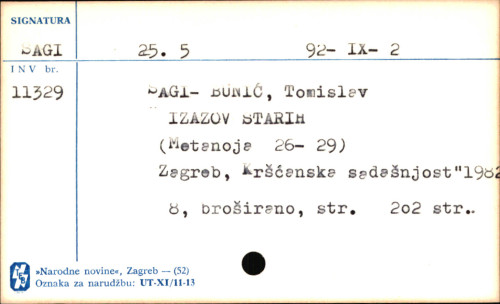 SIGNATURA
ŠAGI 25. 5 92- IX- 2
INV br.
11329 ŠAGI- BUNIĆ, Tomislav
" IZAZOV STARIH
(Metanoja 26- 29)
Zagreb, Kršćanska sadašnjost"1982
8, broširano, str. 202 str..
»Narodne novine«, Zagreb — (52)
Oznaka za narudžbu: UT-XI/11-13